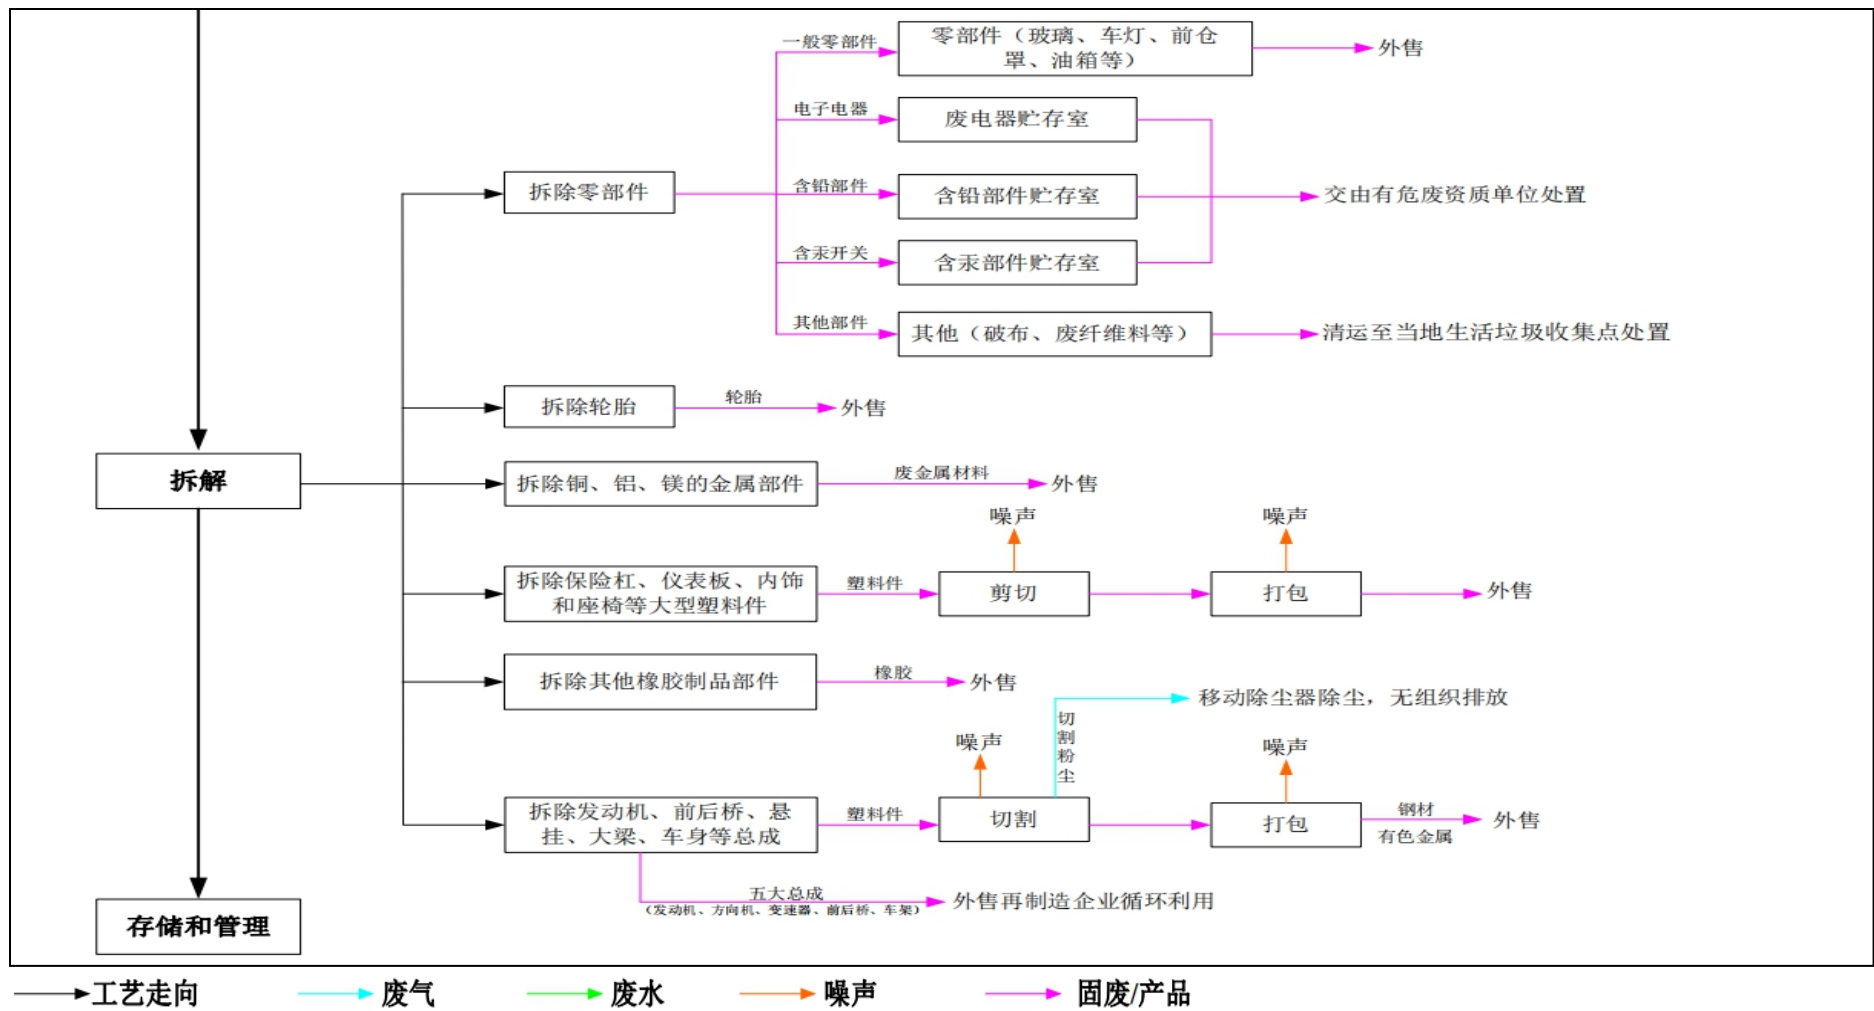 一般零部件
零部件（玻璃、车灯、前仓
罩、油箱等）
外售
电子电器
废电器贮存室
拆除零部件
含铅部件
含铅部件贮存室
交由有危废资质单位处置
含汞开关
含汞部件贮存室
其他部件
其他（破布、废纤维料等）
清运至当地生活垃圾收集点处置
拆除轮胎
轮胎
外售
拆解
拆除铜、铝、镁的金属部件
废金属材料
外售
噪声
噪声
拆除保险杠、仪表板、内饰
和座椅等大型塑料件
塑料件
剪切
打包
外售
拆除其他橡胶制品部件
橡胶
外售
切割粉尘
移动除尘器除尘，无组织排放
噪声
噪声
拆除发动机、前后桥、悬
挂、大梁、车身等总成
塑料件
切割
打包
钢材
有色金属
外售
五大总成
（发动机、方向机、变速器、前后桥、车架）
外售再制造企业循环利用
存储和管理
工艺走向
废气
废水
噪声
固废/产品